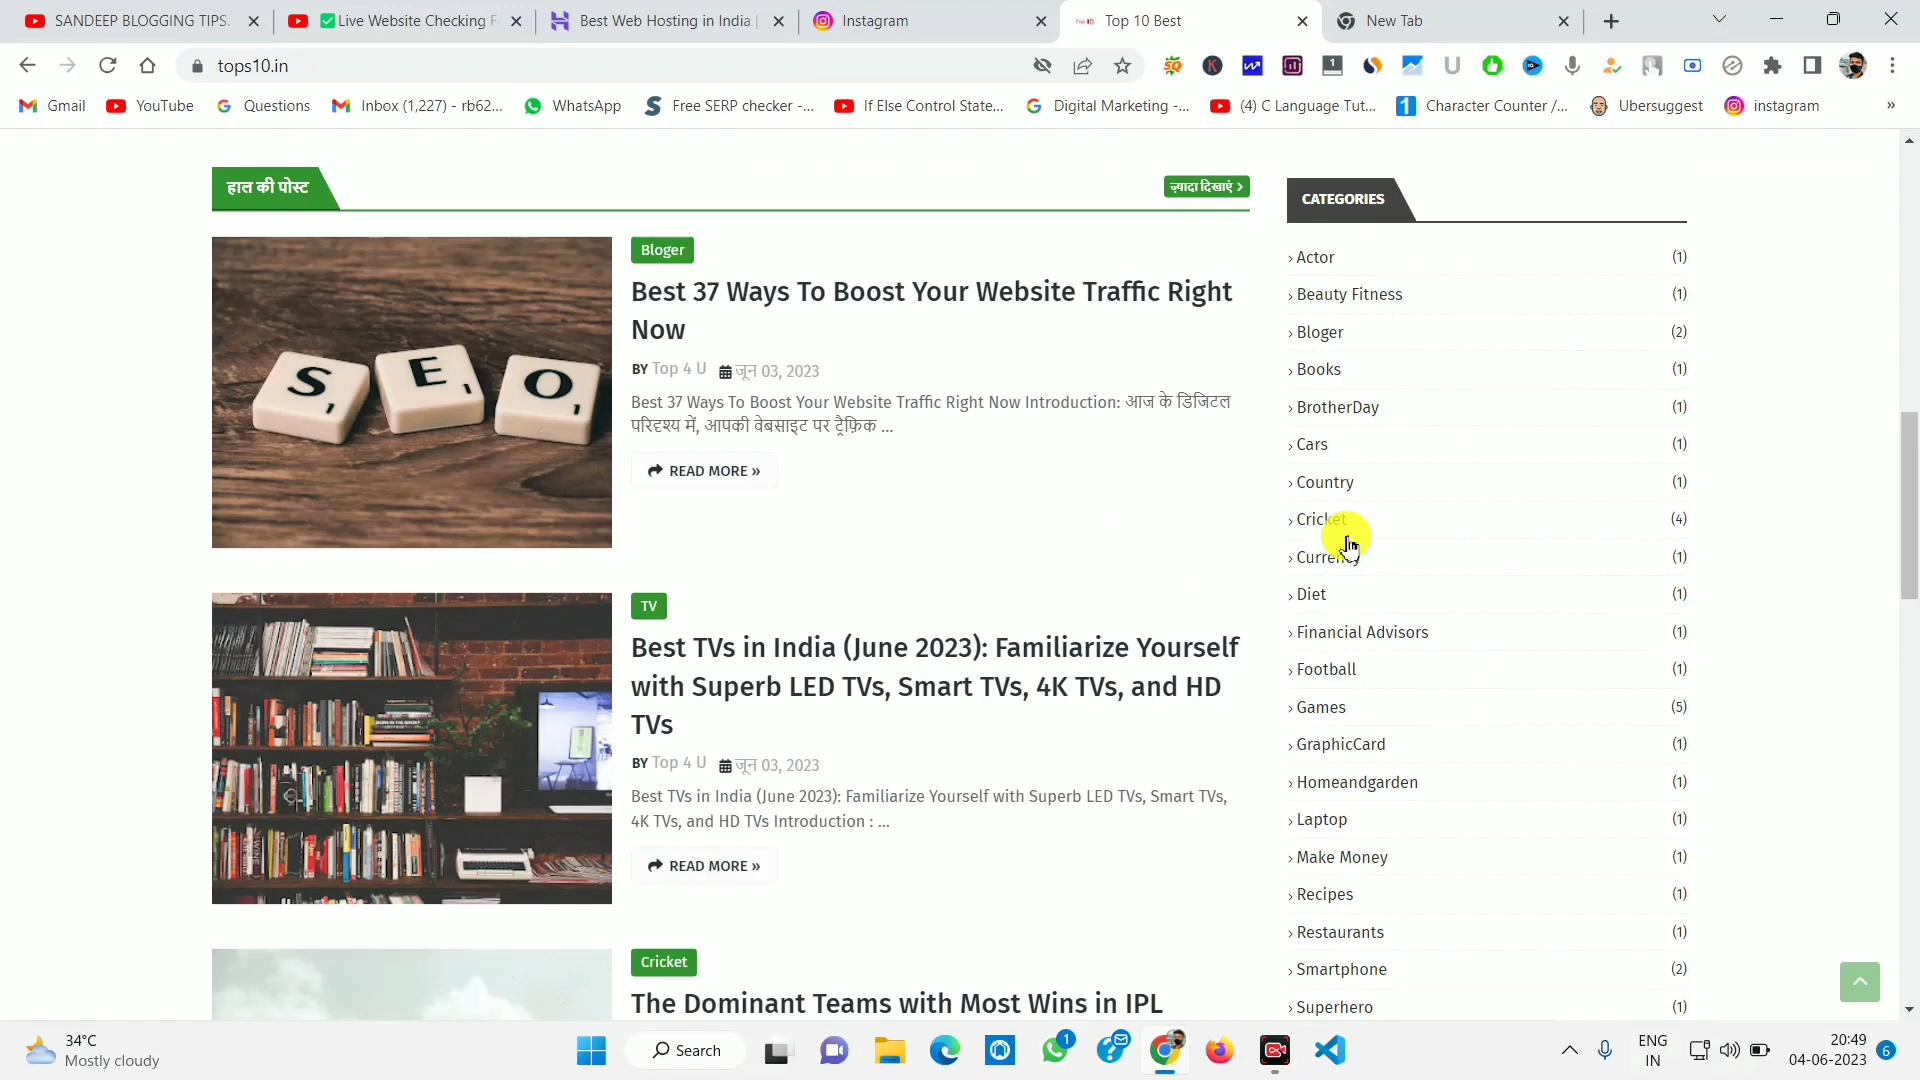 SANDEEP BLOGGING TIPS.
Live Website Checking F
Best Web Hosting in India |
Instagram
Top 10 Best
New Tab
tops10.in
Gmail
YouTube
Questions
Inbox (1,227) - rb62...
WhatsApp
Free SERP checker -...
If Else Control State...
Digital Marketing -...
(4) C Language Tut...
Character Counter /...
Ubersuggest
instagram
»
हाल की पोस्ट
ज़्यादा दिखाएं
Bloger
Best 37 Ways To Boost Your Website Traffic Right
Now
BY Top 4 U जून 03, 2023
Best 37 Ways To Boost Your Website Traffic Right Now Introduction: आज के डिजिटल
परिदृश्य में, आपकी वेबसाइट पर ट्रैफ़िक ...
READ MORE »
SEO
TV
Best TVs in India (June 2023): Familiarize Yourself
with Superb LED TVs, Smart TVs, 4K TVs, and HD
TVs
BY Top 4 U जून 03, 2023
Best TVs in India (June 2023): Familiarize Yourself with Superb LED TVs, Smart TVs,
4K TVs, and HD TVs Introduction : ...
READ MORE »
Cricket
The Dominant Teams with Most Wins in IPL
CATEGORIES
Actor (1)
Beauty Fitness (1)
Bloger (2)
Books (1)
BrotherDay (1)
Cars (1)
Country (1)
Cricket (4)
Currency (1)
Diet (1)
Financial Advisors (1)
Football (1)
Games (5)
GraphicCard (1)
Homeandgarden (1)
Laptop (1)
Make Money (1)
Recipes (1)
Restaurants (1)
Smartphone (2)
Superhero (1)
34°C
Mostly cloudy
Search
1
ENG
IN
20:49
04-06-2023
6